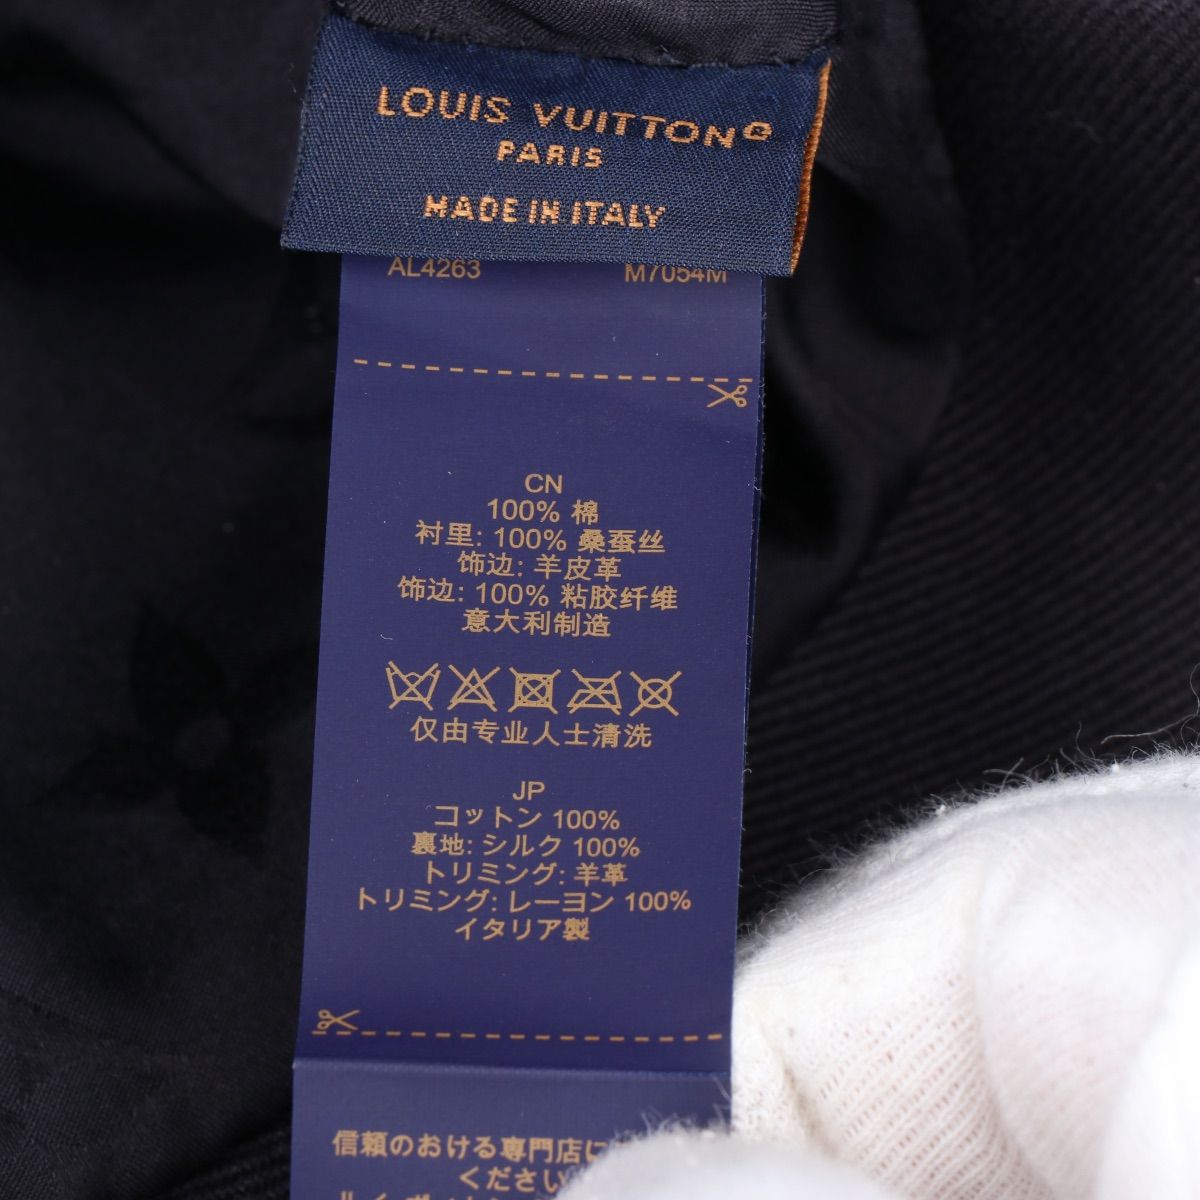 LOUIS VUITTON®
PARIS
MADE IN ITALY
AL4263 M7054M
CN
100% 棉
衬里: 100% 桑蚕丝
饰边: 羊皮革
饰边: 100% 粘胶纤维
意大利制造
仅由专业人士清洗
JP
コットン 100%
裏地: シルク 100%
トリミング: 羊革
トリミング: レーヨン 100%
イタリア製
信頼のおける専門店に
ください